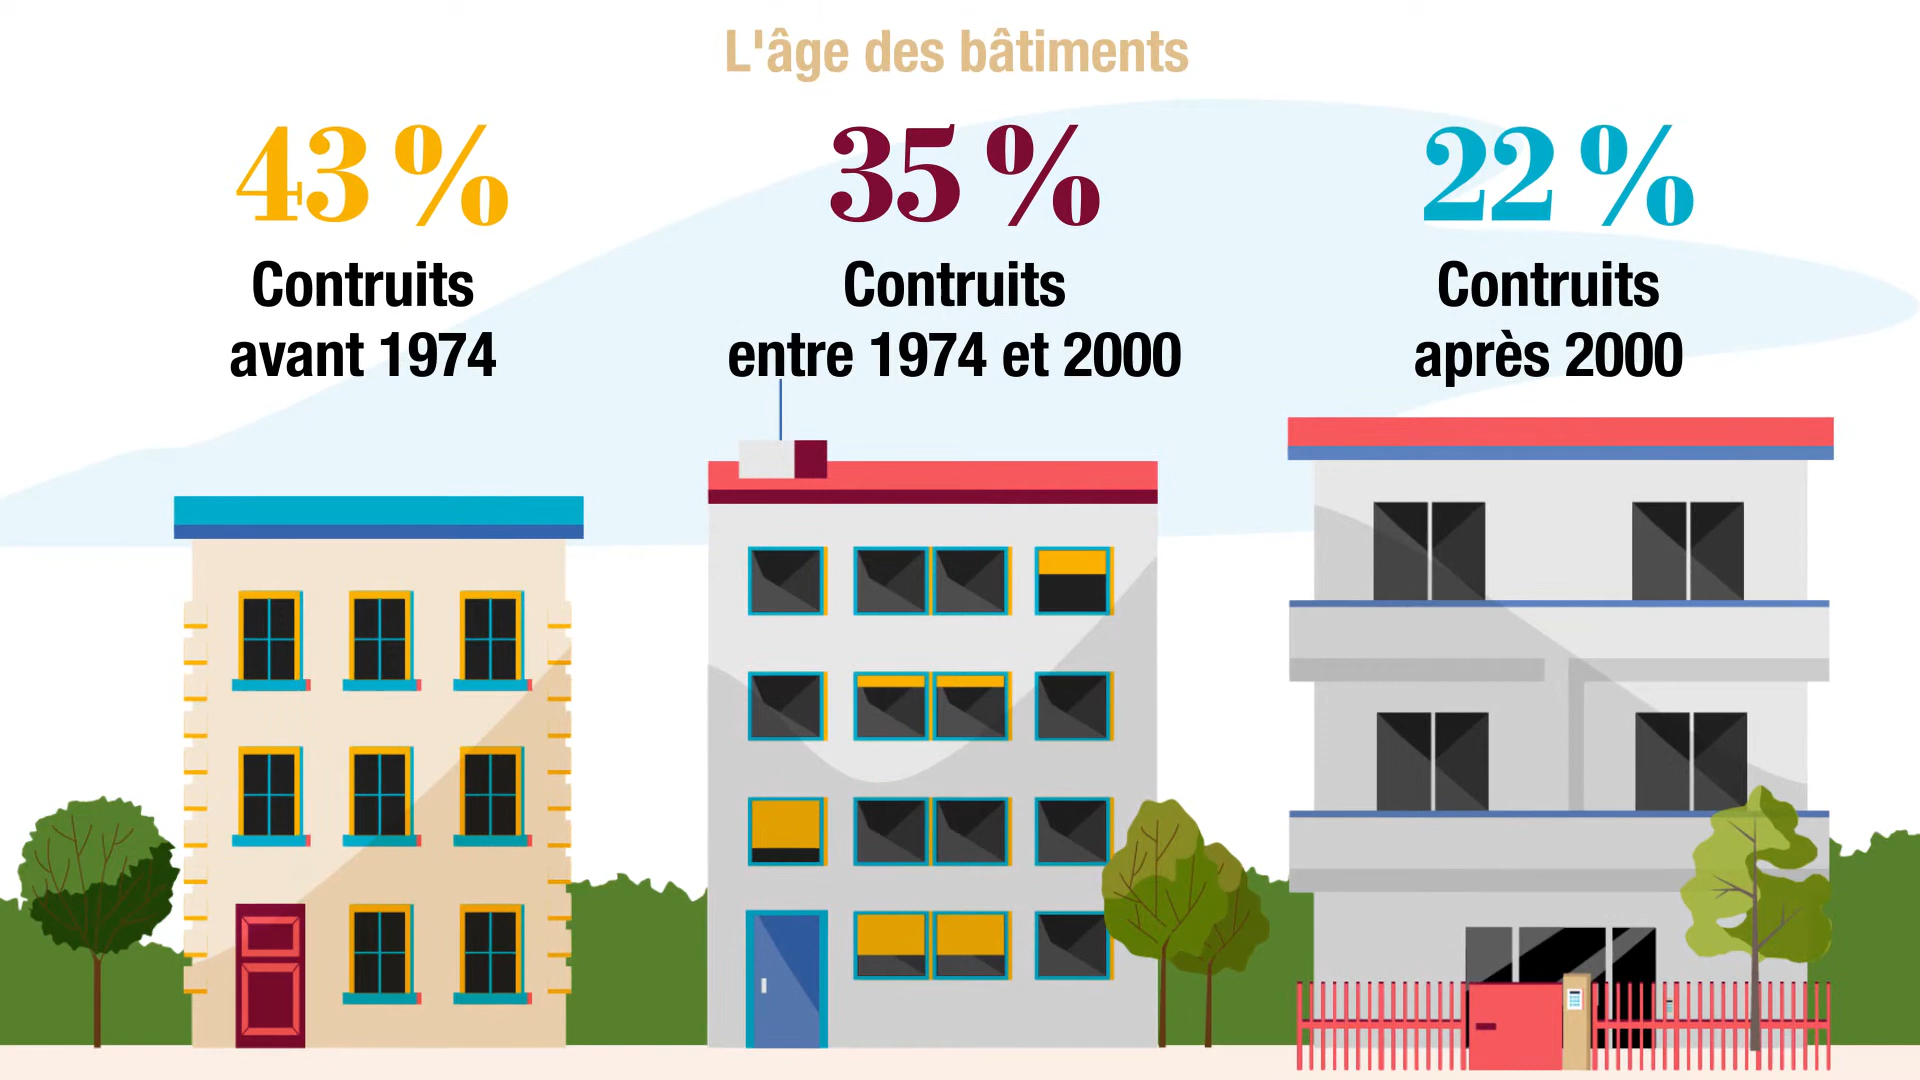 L'âge des bâtiments
43 %
Contruits
avant 1974
35 %
Contruits
entre 1974 et 2000
22 %
Contruits
après 2000